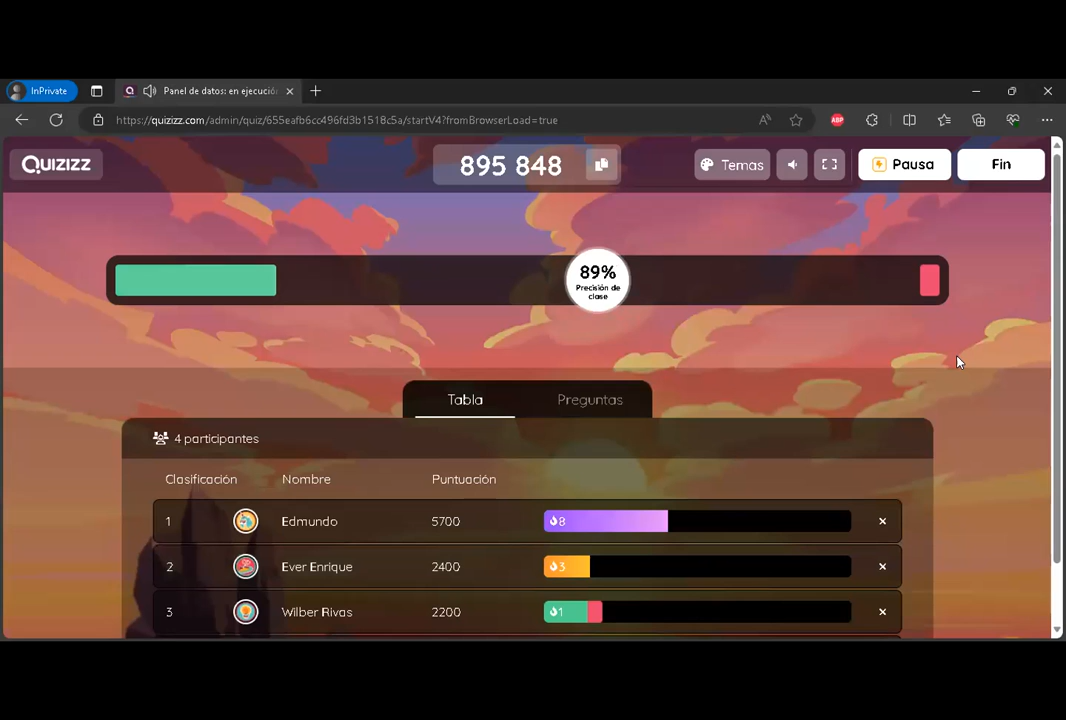 InPrivate
Panel de datos: en ejecució
https://quizizz.com/admin/quiz/655eafb6cc496fd3b1518c5a/startV4?fromBrowserLoad=true
ABP
QUIZIZZ
895 848
Temas
Pausa
Fin
89%
Precisión de
clase
Tabla
Preguntas
4 participantes
Clasificación Nombre Puntuación
1 Edmundo 5700 8
2 Ever Enrique 2400 3
3 Wilber Rivas 2200 1